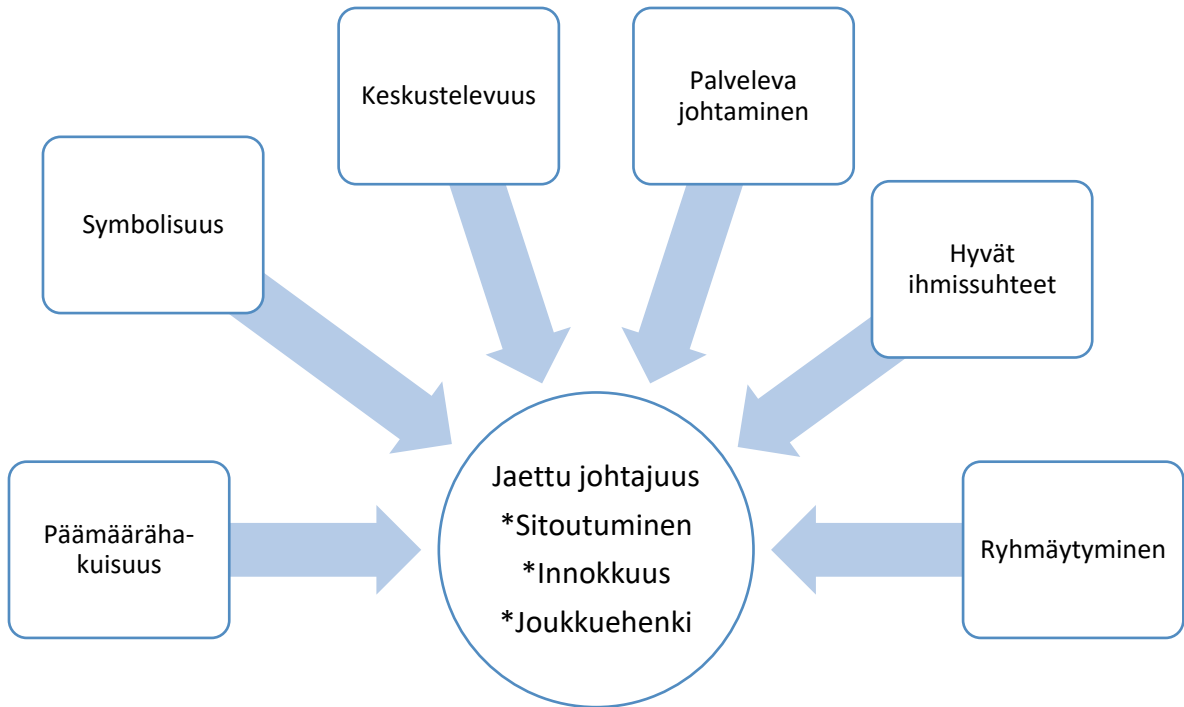 Päämääräha-
kuisuus
Symbolisuus
Keskustelevuus
Palveleva
johtaminen
Hyvät
ihmissuhteet
Ryhmäytyminen
Jaettu johtajuus
*Sitoutuminen
*Innokkuus
*Joukkuehenki